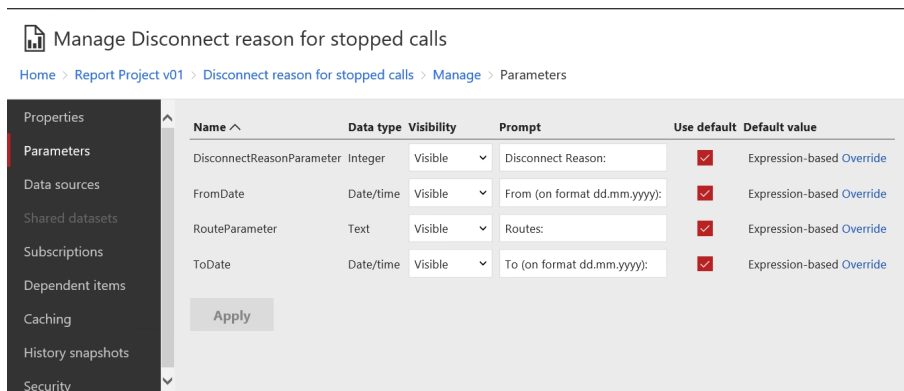 Manage Disconnect reason for stopped calls
Home > Report Project v01 > Disconnect reason for stopped calls > Manage > Parameters
Properties
Parameters
Data sources
Shared datasets
Subscriptions
Dependent items
Caching
History snapshots
Security
Name Data type Visibility Prompt Use default Default value
DisconnectReasonParameter Integer Visible Disconnect Reason: Expression-based Override
FromDate Date/time Visible From (on format dd.mm.yyyy): Expression-based Override
RouteParameter Text Visible Routes: Expression-based Override
ToDate Date/time Visible To (on format dd.mm.yyyy): Expression-based Override
Apply